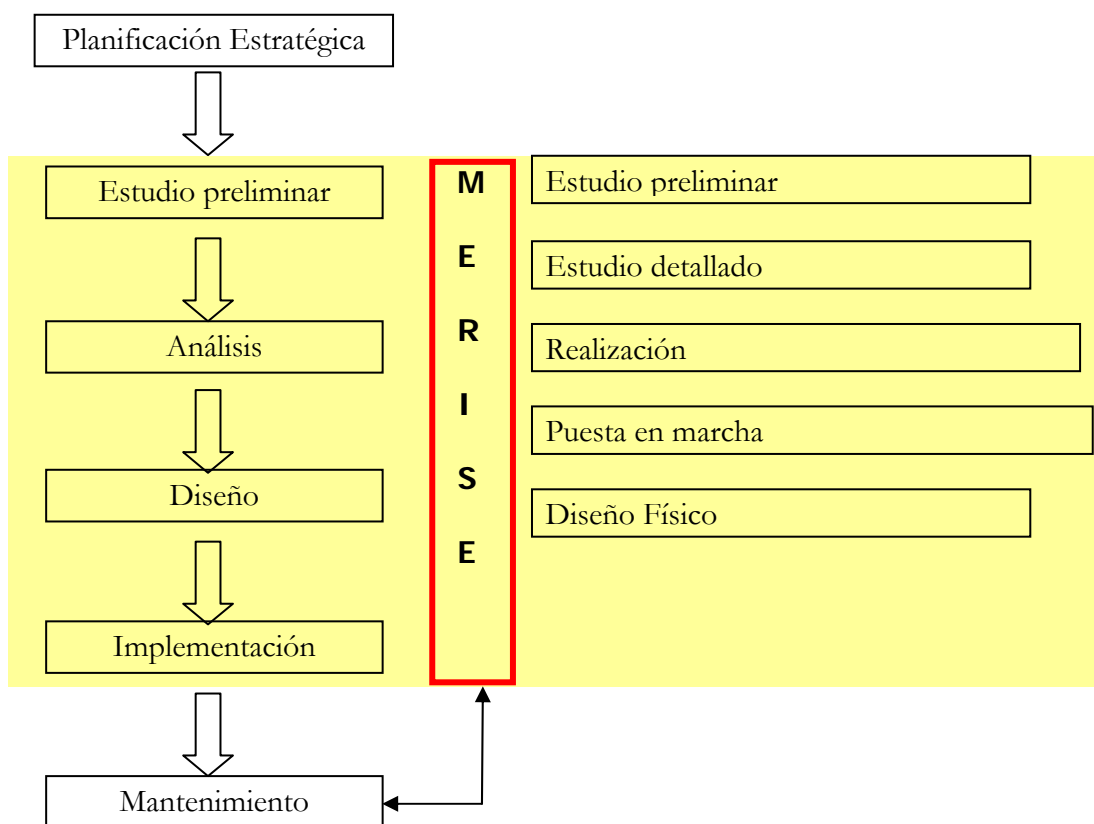 Planificación Estratégica
Estudio preliminar
Análisis
Diseño
Implementación
Mantenimiento
M
E
R
I
S
E
Estudio preliminar
Estudio detallado
Realización
Puesta en marcha
Diseño Físico